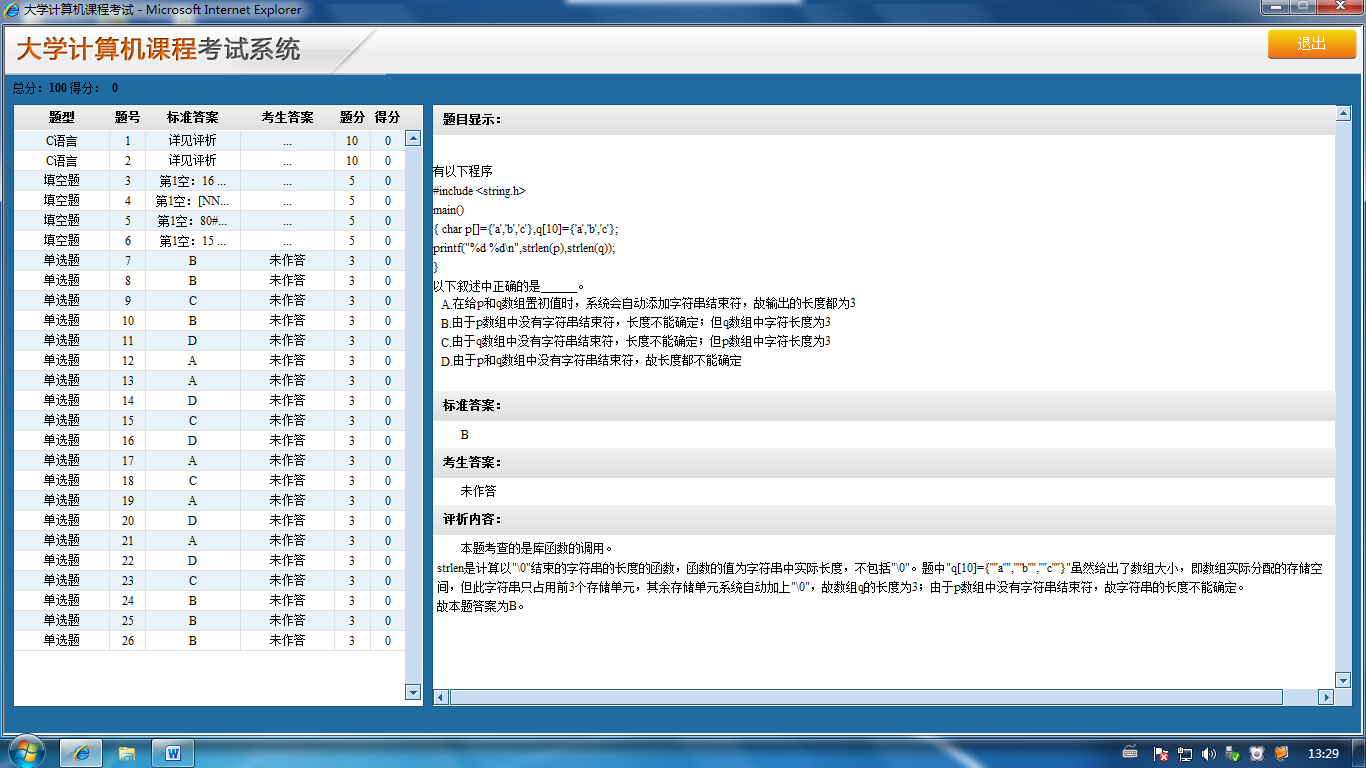 大学计算机课程考试 - Microsoft Internet Explorer
大学计算机课程考试系统
退出
总分：100 得分： 0
题型 题号 标准答案 考生答案 题分 得分
C语言 1 详见评析 ... 10 0
C语言 2 详见评析 ... 10 0
填空题 3 第1空：16 ... ... 5 0
填空题 4 第1空：[NN... ... 5 0
填空题 5 第1空：80#... ... 5 0
填空题 6 第1空：15 ... ... 5 0
单选题 7 B 未作答 3 0
单选题 8 B 未作答 3 0
单选题 9 C 未作答 3 0
单选题 10 B 未作答 3 0
单选题 11 D 未作答 3 0
单选题 12 A 未作答 3 0
单选题 13 A 未作答 3 0
单选题 14 D 未作答 3 0
单选题 15 C 未作答 3 0
单选题 16 D 未作答 3 0
单选题 17 A 未作答 3 0
单选题 18 C 未作答 3 0
单选题 19 A 未作答 3 0
单选题 20 D 未作答 3 0
单选题 21 A 未作答 3 0
单选题 22 D 未作答 3 0
单选题 23 C 未作答 3 0
单选题 24 B 未作答 3 0
单选题 25 B 未作答 3 0
单选题 26 B 未作答 3 0
题目显示：
有以下程序
#include <string.h>
main()
{ char p[]={'a','b','c'},q[10]={'a','b','c'};
printf("%d %d\n",strlen(p),strlen(q));
}
以下叙述中正确的是______。
A.在给p和q数组置初值时，系统会自动添加字符串结束符，故输出的长度都为3
B.由于p数组中没有字符串结束符，长度不能确定；但q数组中字符长度为3
C.由于q数组中没有字符串结束符，长度不能确定；但p数组中字符长度为3
D.由于p和q数组中没有字符串结束符，故长度都不能确定
标准答案：
B
考生答案：
未作答
评析内容：
本题考查的是库函数的调用。
strlen是计算以"\0"结束的字符串的长度的函数，函数的值为字符串中实际长度，不包括"\0"。题中"q[10]={""a"",""b"",""c""}"虽然给出了数组大小，即数组实际分配的存储空
间，但此字符串只占用前3个存储单元，其余存储单元系统自动加上"\0"，故数组q的长度为3；由于p数组中没有字符串结束符，故字符串的长度不能确定。
故本题答案为B。
13:29